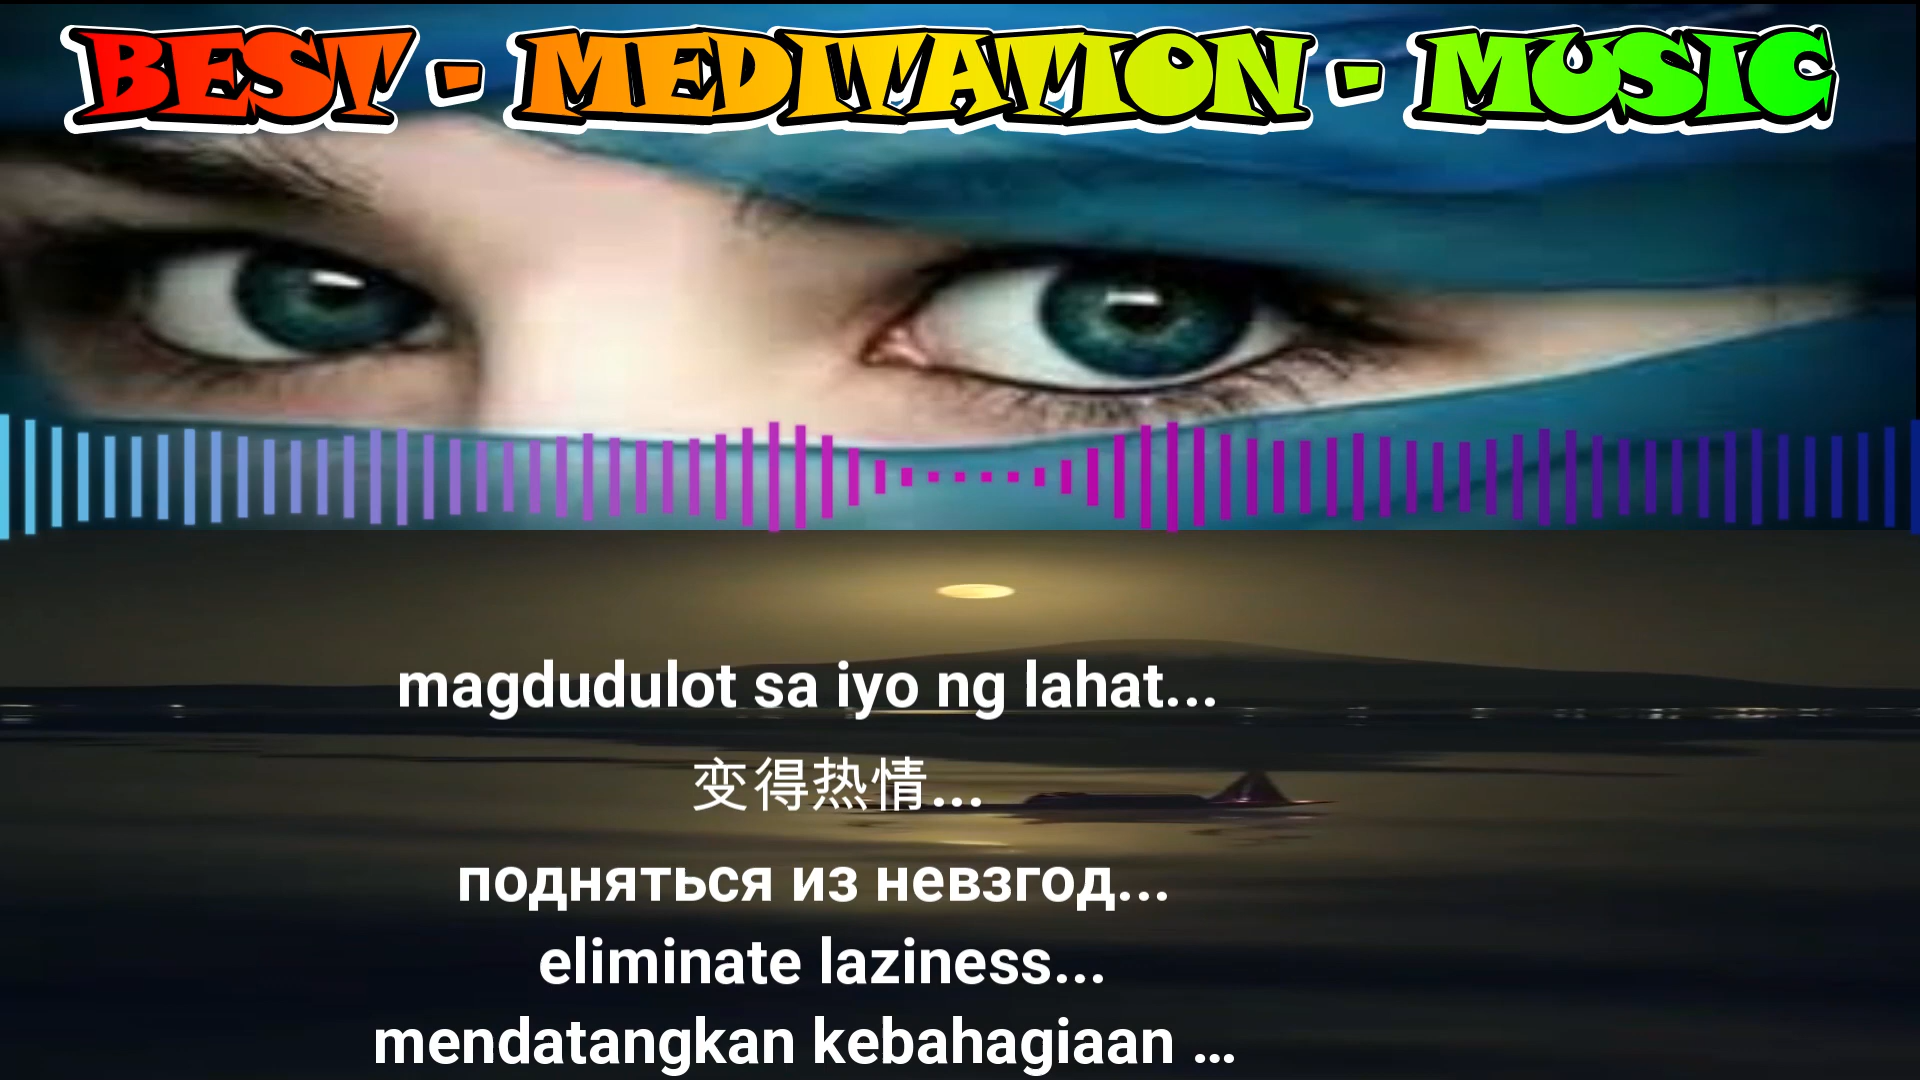 BEST - MEDITATION - MUSIC
magdudulot sa iyo ng lahat...
变得热情...
подняться из невзгод...
eliminate laziness...
mendatangkan kebahagiaan ...